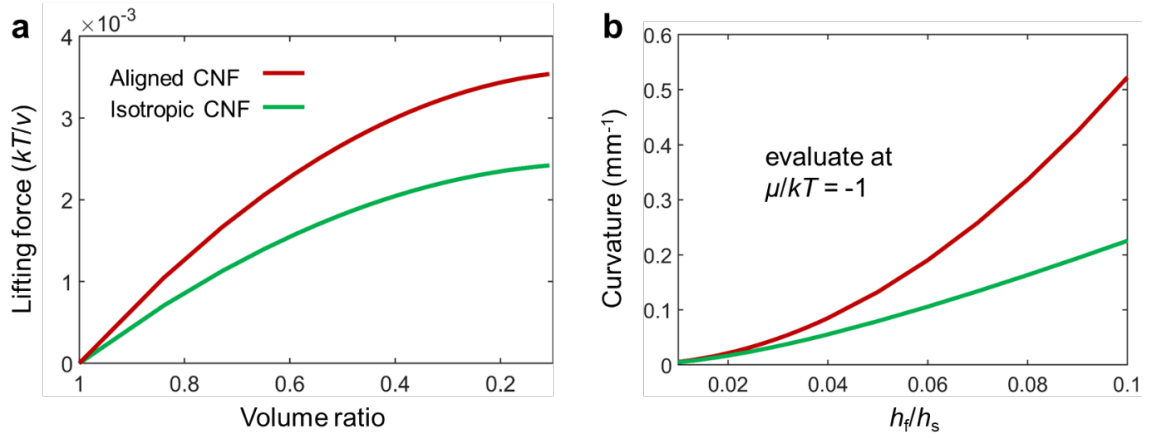 a
×10⁻³
4
3
2
1
0
Lifting force (kT/v)
Aligned CNF
Isotropic CNF
1
0.8
0.6
0.4
0.2
Volume ratio
b
0.6
0.5
0.4
0.3
0.2
0.1
0
Curvature (mm⁻¹)
evaluate at
μ/kT = -1
0.02
0.04
0.06
0.08
0.1
hf/hs